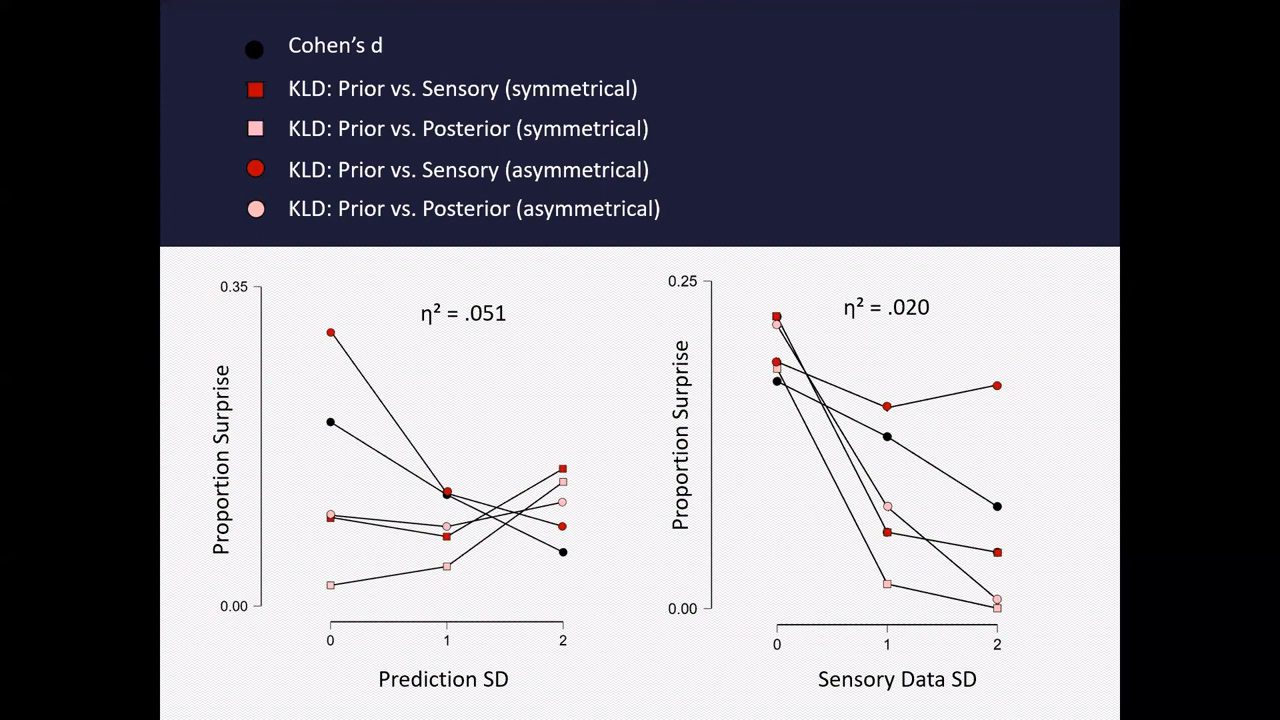 Cohen’s d
KLD: Prior vs. Sensory (symmetrical)
KLD: Prior vs. Posterior (symmetrical)
KLD: Prior vs. Sensory (asymmetrical)
KLD: Prior vs. Posterior (asymmetrical)
0.35
η² = .051
Proportion Surprise
0.00
0
1
2
Prediction SD
0.25
η² = .020
Proportion Surprise
0.00
0
1
2
Sensory Data SD